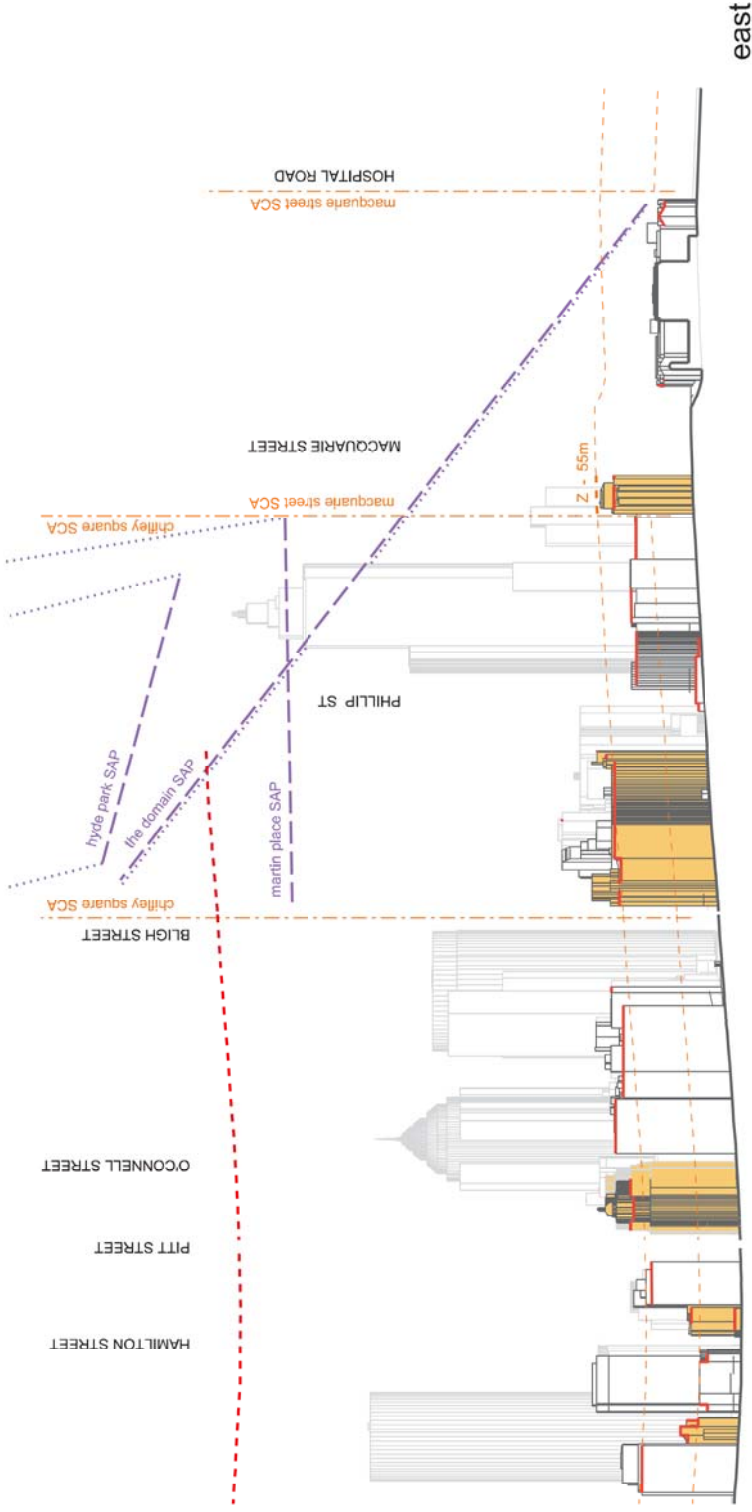 east
HOSPITAL ROAD
macquarie street SCA
MACQUARIE STREET
macquarie street SCA
chifley square SCA
Z - 55m
PHILLIP ST
hyde park SAP
the domain SAP
martin place SAP
chifley square SCA
BLIGH STREET
O'CONNELL STREET
PITT STREET
HAMILTON STREET